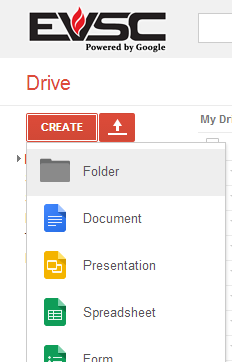 EVSC
Powered by Google
Drive
CREATE
My Dr
Folder
Document
Presentation
Spreadsheet
Form